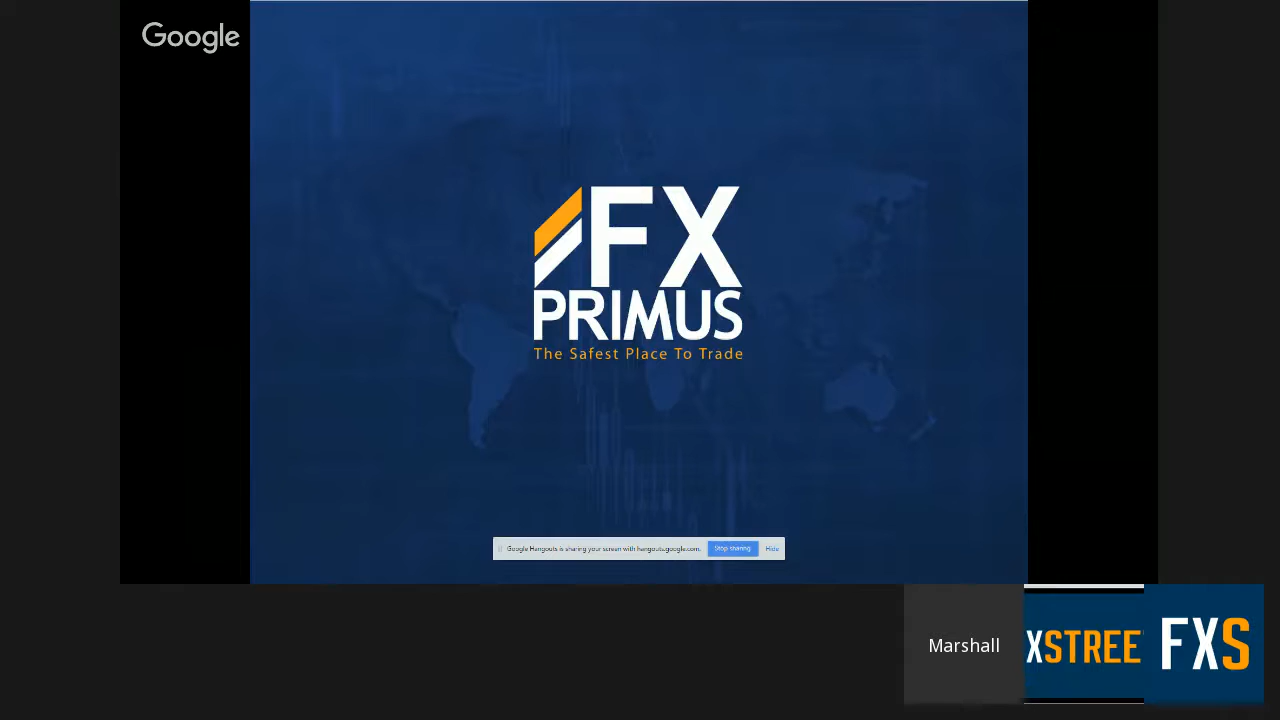 Google
FX
PRIMUS
The Safest Place To Trade
Google Hangouts is sharing your screen with hangouts.google.com. Stop sharing Hide
Marshall
XSTREE
FXS